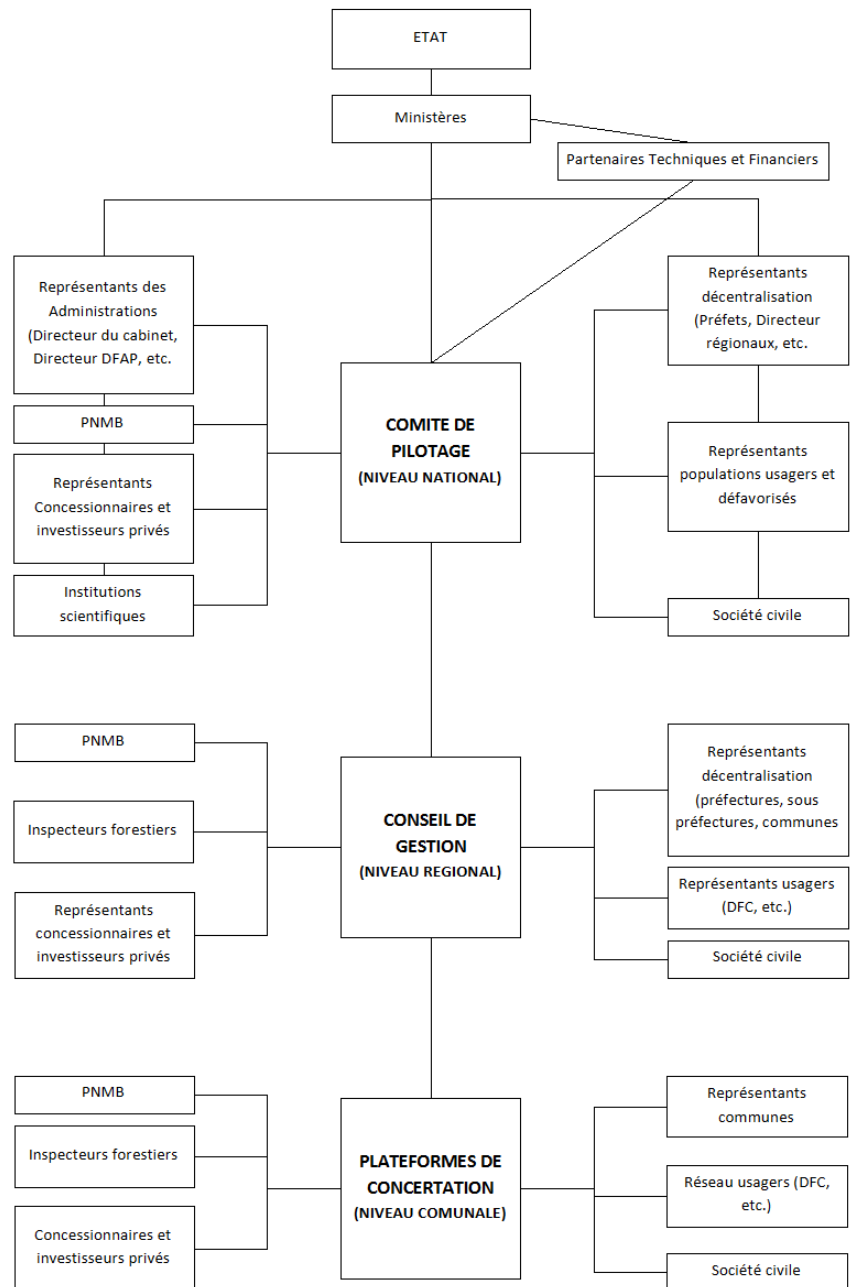 ETAT
Ministères
Partenaires Techniques et Financiers
Représentants des
Administrations
(Directeur du cabinet,
Directeur DFAP, etc.
PNMB
Représentants
Concessionnaires et
investisseurs privés
Institutions
scientifiques
COMITE DE
PILOTAGE
(NIVEAU NATIONAL)
Représentants
décentralisation
(Préfets, Directeur
régionaux, etc.
Représentants
populations usagers et
défavorisés
Société civile
PNMB
Inspecteurs forestiers
Représentants
concessionnaires et
investisseurs privés
CONSEIL DE
GESTION
(NIVEAU REGIONAL)
Représentants
décentralisation
(préfectures, sous
préfectures, communes
Représentants usagers
(DFC, etc.)
Société civile
PNMB
Inspecteurs forestiers
Concessionnaires et
investisseurs privés
PLATEFORMES DE
CONCERTATION
(NIVEAU COMUNALE)
Représentants
communes
Réseau usagers (DFC,
etc.)
Société civile